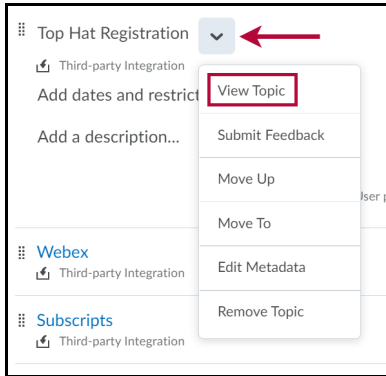 Top Hat Registration
Third-party Integration
Add dates and restrict
Add a description...
View Topic
Submit Feedback
Move Up
Move To
Edit Metadata
Remove Topic
Webex
Third-party Integration
Subscripts
Third-party Integration